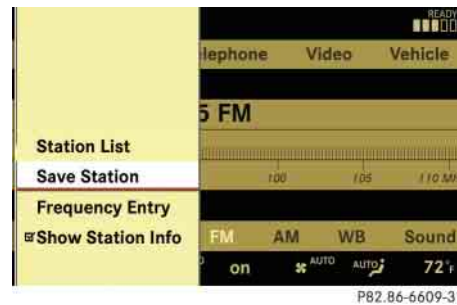 READY
lephone Video Vehicle
5 FM
Station List
Save Station
Frequency Entry
Show Station Info
100 105 110
FM AM WB Sound
on AUTO AUTO 72°F
P82.86-6609-3